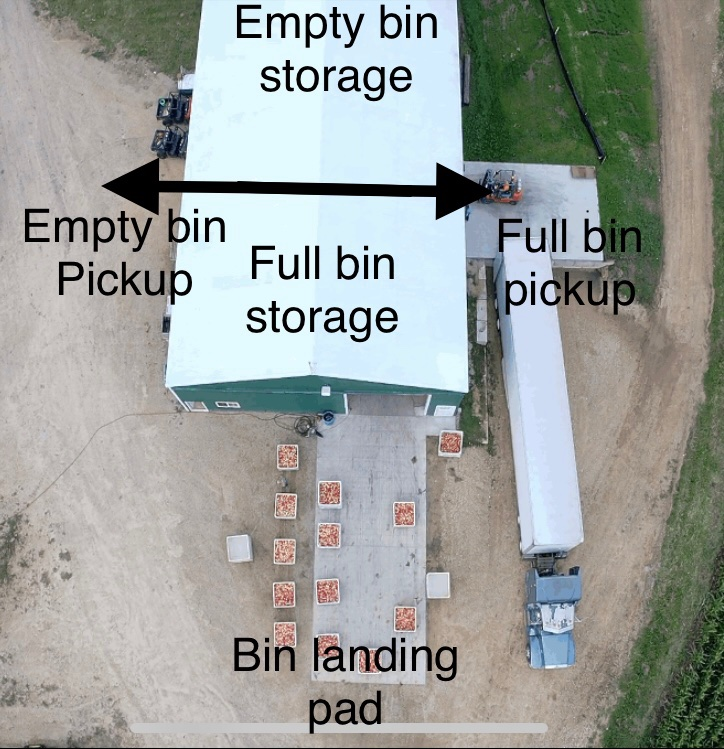 Empty bin
storage
Empty bin
Pickup
Full bin
storage
Full bin
pickup
Bin landing
pad